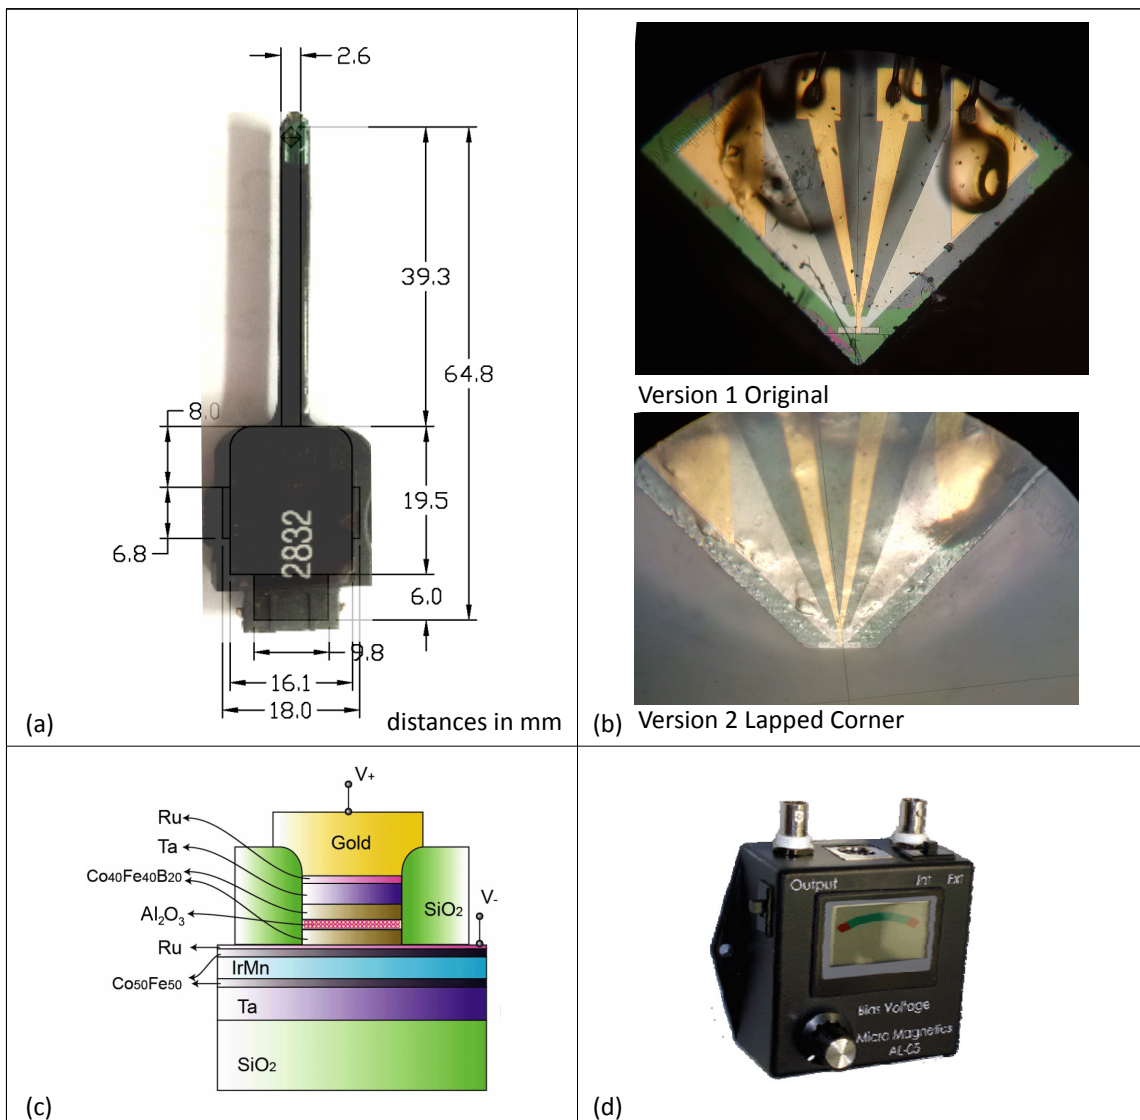 2.6
39.3
64.8
8.0
19.5
6.8
2832
6.0
9.8
16.1
18.0
(a)
distances in mm
Version 1 Original
Version 2 Lapped Corner
(b)
V+
Ru
Gold
Ta
Co40Fe40B20
SiO2
Al2O3
V-
Ru
IrMn
Co50Fe50
Ta
SiO2
(c)
Output Int Ext
Bias Voltage
Micro Magnetics
AL-05
(d)